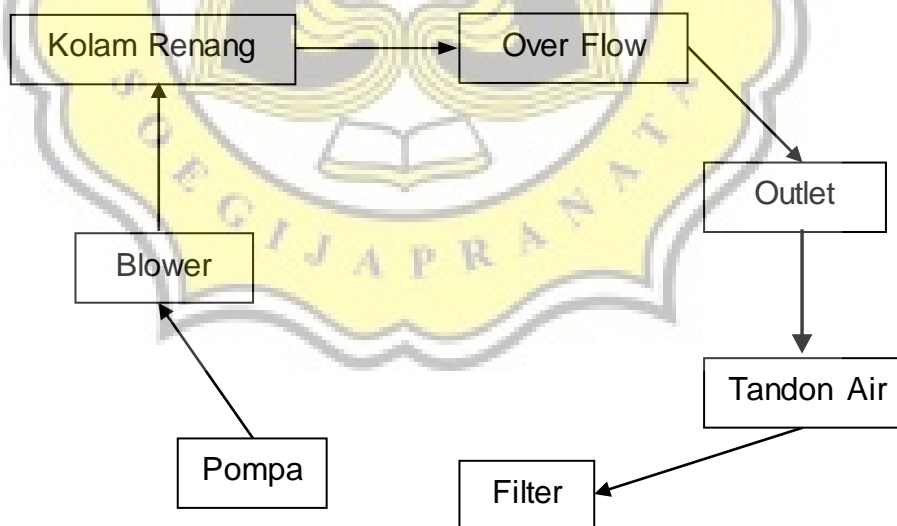 Kolam Renang
Over Flow
Outlet
Blower
SOEGIJAPRANATA
Tandon Air
Pompa
Filter